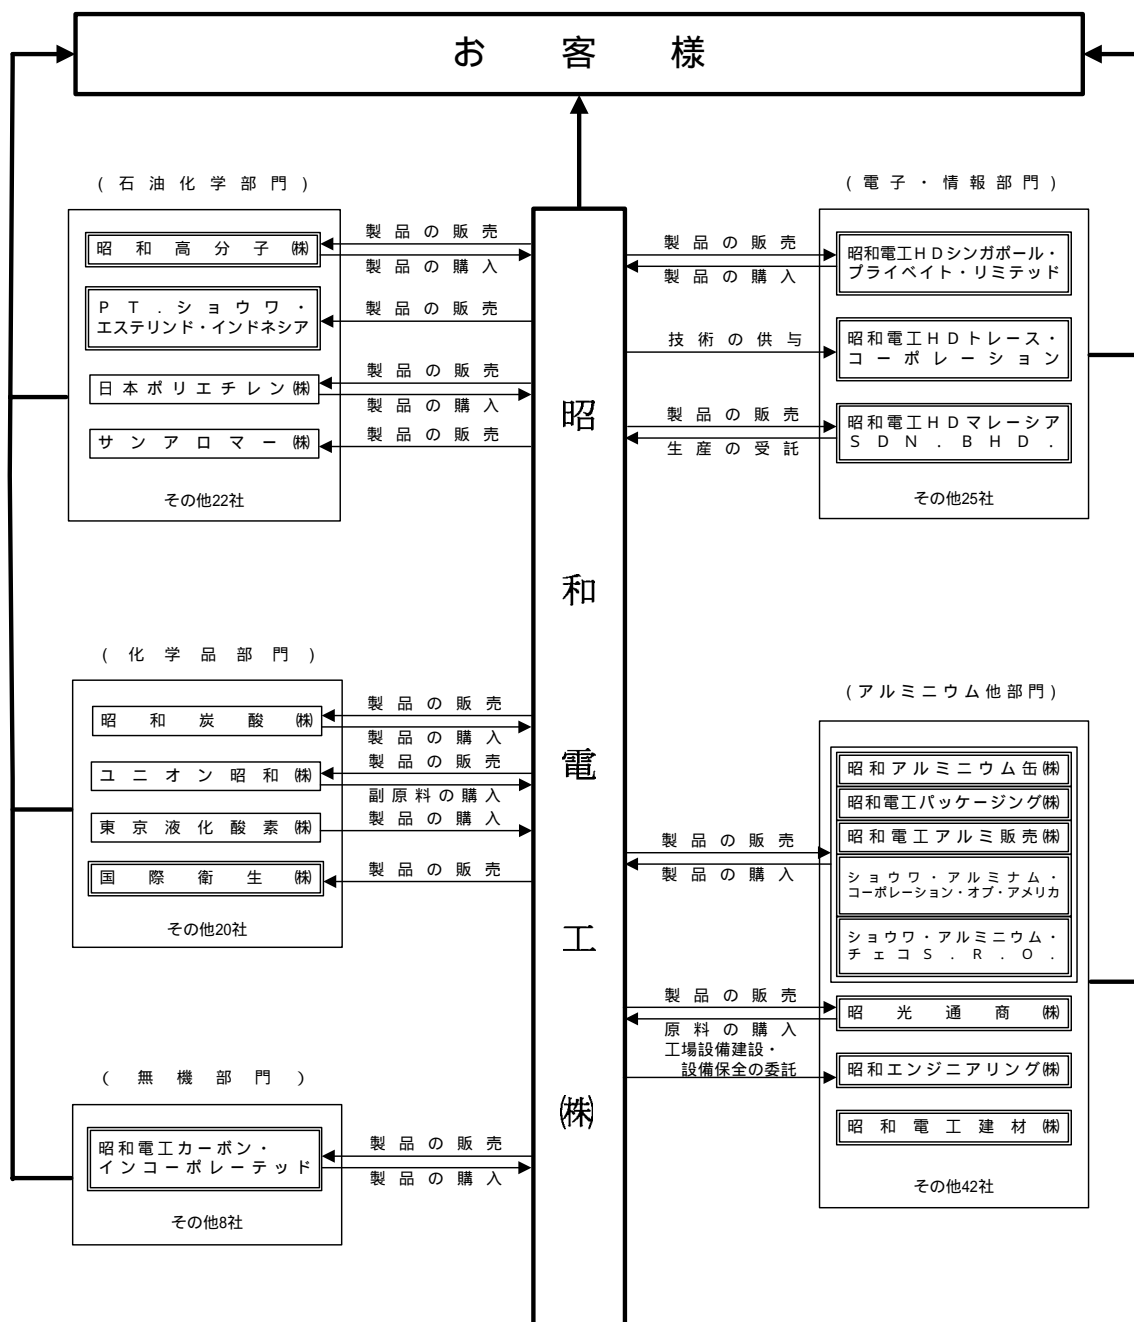 お客様
(石油化学部門)
昭和高分子㈱
製品の販売
製品の購入
PT.ショウワ・
エステリンド・インドネシア
製品の販売
日本ポリエチレン㈱
製品の販売
製品の購入
サンアロマー㈱
製品の販売
その他22社
(化学品部門)
昭和炭酸㈱
製品の販売
製品の購入
ユニオン昭和㈱
製品の販売
副原料の購入
東京液化酸素㈱
製品の購入
国際衛生㈱
製品の販売
その他20社
(無機部門)
昭和電工カーボン・
インコーポレーテッド
製品の販売
製品の購入
その他8社
昭和電工㈱
(電子・情報部門)
製品の販売
製品の購入
昭和電工HDシンガポール・
プライベイト・リミテッド
技術の供与
昭和電工HDトレース・
コーポレーション
製品の販売
生産の受託
昭和電工HDマレーシア
SDN.BHD.
その他25社
(アルミニウム他部門)
製品の販売
製品の購入
昭和アルミニウム缶㈱
昭和電工パッケージング㈱
昭和電工アルミ販売㈱
ショウワ・アルミナム・
コーポレーション・オブ・アメリカ
ショウワ・アルミニウム・
チェコS.R.O.
製品の販売
原料の購入
昭光通商㈱
工場設備建設・
設備保全の委託
昭和エンジニアリング㈱
昭和電工建材㈱
その他42社